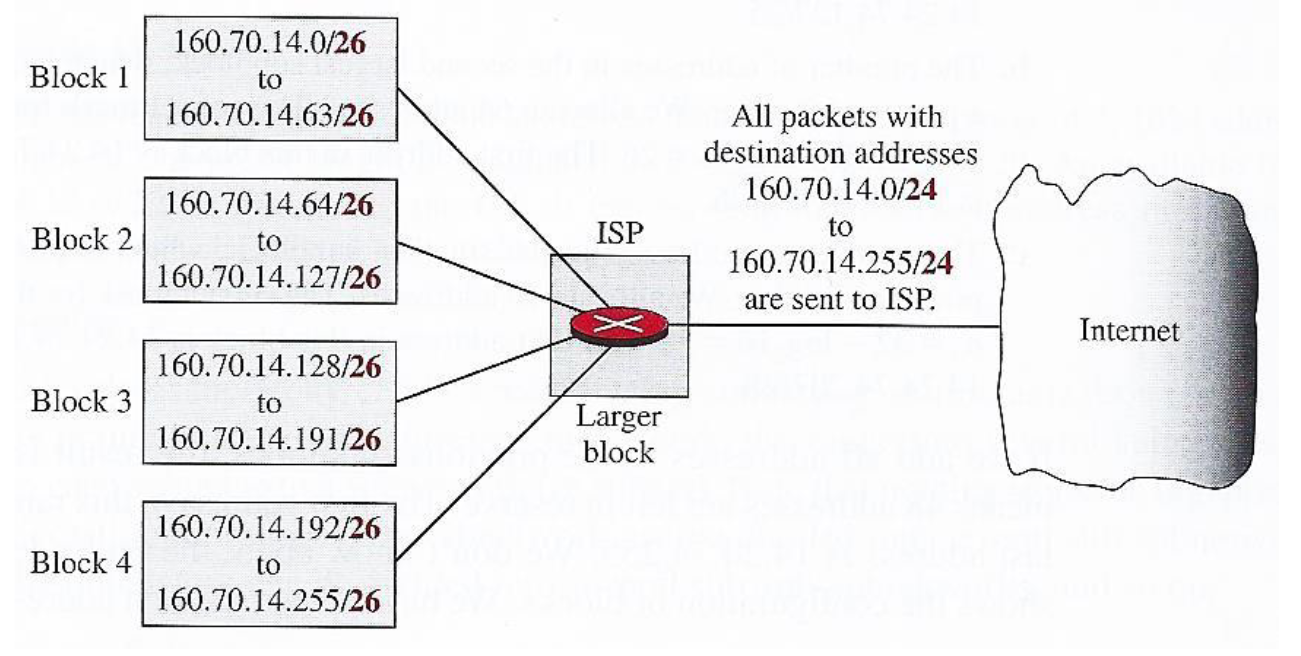 Block 1
160.70.14.0/26
to
160.70.14.63/26
Block 2
160.70.14.64/26
to
160.70.14.127/26
Block 3
160.70.14.128/26
to
160.70.14.191/26
Block 4
160.70.14.192/26
to
160.70.14.255/26
ISP
Larger
block
All packets with
destination addresses
160.70.14.0/24
to
160.70.14.255/24
are sent to ISP.
Internet